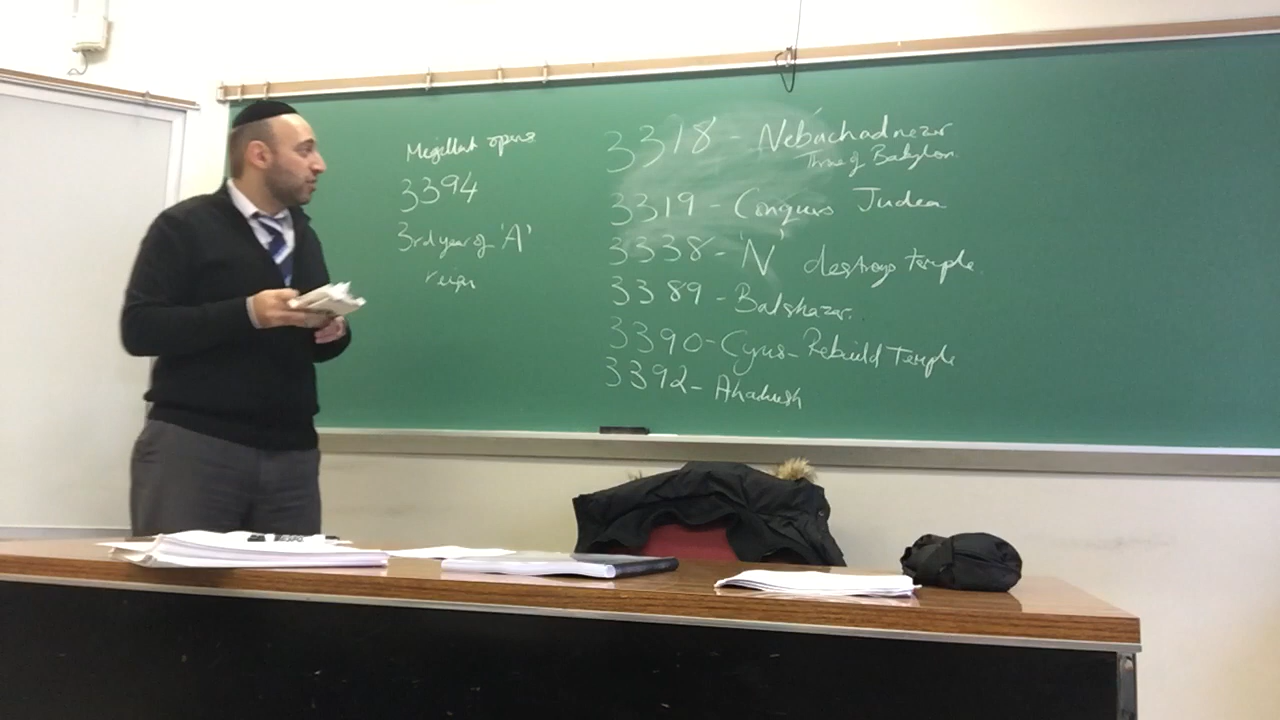 Megillah opens
3394
3rd year of 'A'
reign
3318 - Nebuchadnezar
Throne of Babylon.
3319 - Conquers Judea
3338 - 'N' destroys temple.
3389 - Balshazar.
3390 - Cyrus - Rebuild Temple
3392 -